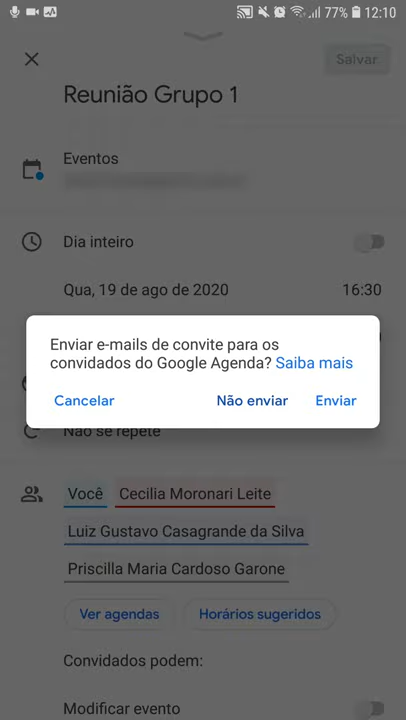 77% 12:10
Salvar
Reunião Grupo 1
Eventos
Dia inteiro
Qua, 19 de ago de 2020 16:30
Enviar e-mails de convite para os
convidados do Google Agenda? Saiba mais
Cancelar Não enviar Enviar
Não se repete
Você Cecilia Moronari Leite
Luiz Gustavo Casagrande da Silva
Priscilla Maria Cardoso Garone
Ver agendas Horários sugeridos
Convidados podem:
Modificar evento